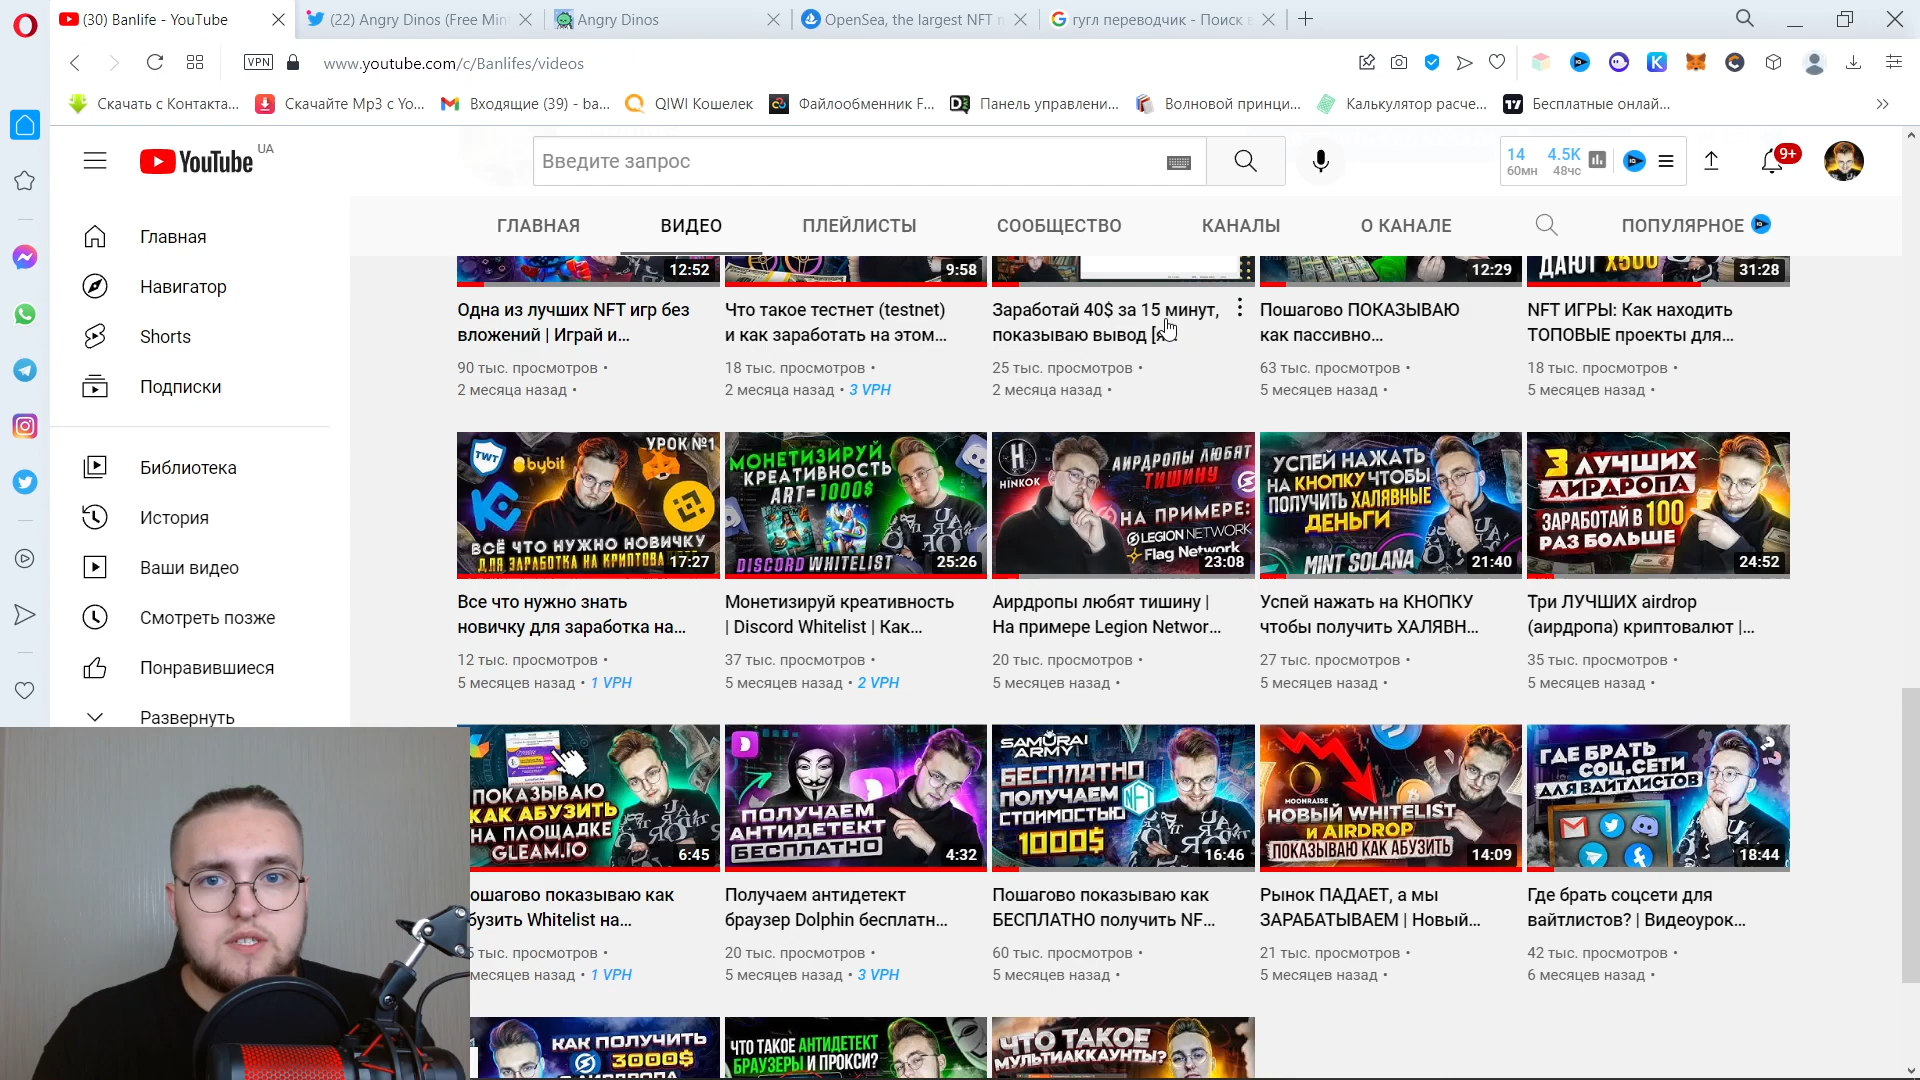 (30) Banlife - YouTube
(22) Angry Dinos (Free Min
Angry Dinos
OpenSea, the largest NFT
гугл переводчик - Поиск
VPN
www.youtube.com/c/Banlifes/videos
Скачать с Контакта...
Скачайте Mp3 с Yo...
Входящие (39) - ba...
QIWI Кошелек
Файлообменник F...
Панель управлени...
Волновой принци...
Калькулятор расче...
Бесплатные онлай...
YouTube
UA
Введите запрос
14
60мн
4.5K
48чс
9+
Главная
Навигатор
Shorts
Подписки
Библиотека
История
Ваши видео
Смотреть позже
Понравившиеся
Развернуть
ГЛАВНАЯ
ВИДЕО
ПЛЕЙЛИСТЫ
СООБЩЕСТВО
КАНАЛЫ
О КАНАЛЕ
ПОПУЛЯРНОЕ
12:52
9:58
12:29
ДАЮТ X500
31:28
Одна из лучших NFT игр без
вложений | Играй и...
90 тыс. просмотров •
2 месяца назад •
Что такое тестнет (testnet)
и как заработать на этом...
18 тыс. просмотров •
2 месяца назад • 3 VPH
Заработай 40$ за 15 минут,
показываю вывод
25 тыс. просмотров •
2 месяца назад •
Пошагово ПОКАЗЫВАЮ
как пассивно...
63 тыс. просмотров •
5 месяцев назад •
NFT ИГРЫ: Как находить
ТОПОВЫЕ проекты для...
18 тыс. просмотров •
5 месяцев назад •
УРОК №1
TWT
bybit
ВСЁ ЧТО НУЖНО НОВИЧКУ
ДЛЯ ЗАРАБОТКА НА КРИПТОВА
17:27
МОНЕТИЗИРУЙ
КРЕАТИВНОСТЬ
ART=1000$
DISCORD WHITELIST
25:26
HINKOK
АИРДРОПЫ ЛЮБЯТ
ТИШИНУ
НА ПРИМЕРЕ:
LEGION NETWORK
Flag Network
23:08
УСПЕЙ НАЖАТЬ
НА КНОПКУ ЧТОБЫ
ПОЛУЧИТЬ ХАЛЯВНЫЕ
ДЕНЬГИ
MINT SOLANA
21:40
3 ЛУЧШИХ
АИРДРОПА
ЗАРАБОТАЙ В 100
РАЗ БОЛЬШЕ
24:52
Все что нужно знать
новичку для заработка на...
12 тыс. просмотров •
5 месяцев назад • 1 VPH
Монетизируй креативность
| Discord Whitelist | Как...
37 тыс. просмотров •
5 месяцев назад • 2 VPH
Аирдропы любят тишину |
На примере Legion Networ...
20 тыс. просмотров •
5 месяцев назад •
Успей нажать на КНОПКУ
чтобы получить ХАЛЯВН...
27 тыс. просмотров •
5 месяцев назад •
Три ЛУЧШИХ airdrop
(аирдропа) криптовалют |...
35 тыс. просмотров •
5 месяцев назад •
ПОКАЗЫВАЮ
КАК АБУЗИТЬ
НА ПЛОЩАДКЕ
GLEAM.IO
6:45
ПОЛУЧАЕМ
АНТИДЕТЕКТ
БЕСПЛАТНО
4:32
SAMURAI
ARMY
БЕСПЛАТНО
ПОЛУЧАЕМ
СТОИМОСТЬЮ
1000$
NFT
16:46
MOONRAISE
НОВЫЙ WHITELIST
и AIRDROP
ПОКАЗЫВАЮ КАК АБУЗИТЬ
14:09
ГДЕ БРАТЬ
СОЦ.СЕТИ
ДЛЯ ВАЙТЛИСТОВ
18:44
ошагово показываю как
бузить Whitelist на...
тыс. просмотров •
месяцев назад • 1 VPH
Получаем антидетект
браузер Dolphin бесплатн...
20 тыс. просмотров •
5 месяцев назад • 3 VPH
Пошагово показываю как
БЕСПЛАТНО получить NF...
60 тыс. просмотров •
5 месяцев назад •
Рынок ПАДАЕТ, а мы
ЗАРАБАТЫВАЕМ | Новый...
21 тыс. просмотров •
5 месяцев назад •
Где брать соцсети для
вайтлистов? | Видеоурок...
42 тыс. просмотров •
6 месяцев назад •
КАК ПОЛУЧИТЬ
3000$
ЧТО ТАКОЕ АНТИДЕТЕКТ
БРАУЗЕРЫ И ПРОКСИ?
ЧТО ТАКОЕ
МУЛЬТИАККАУНТЫ?